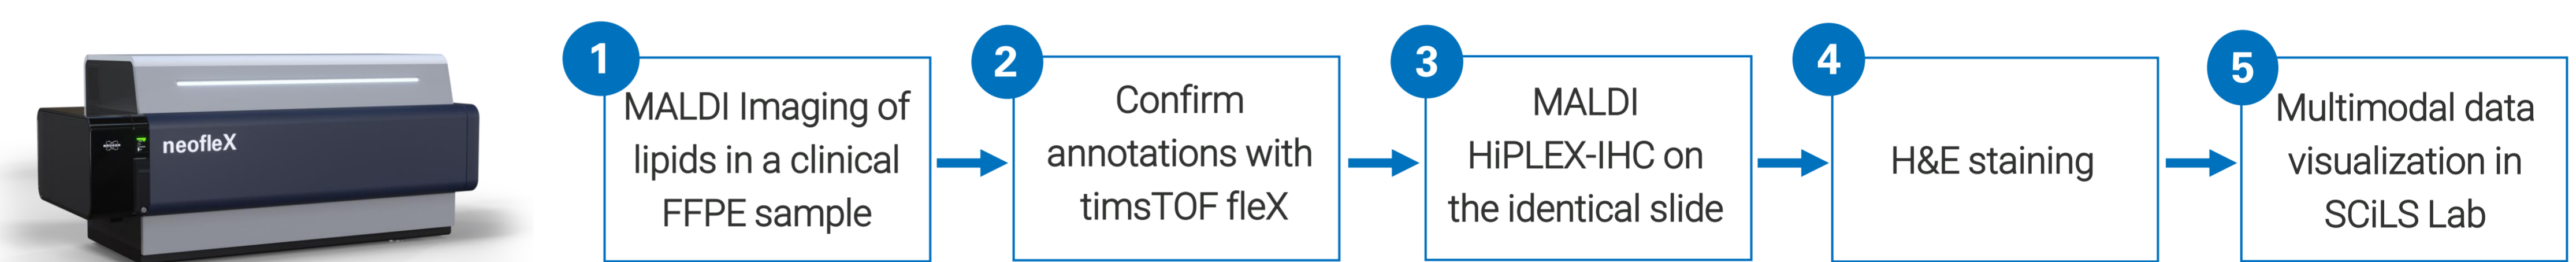 neofleX
1
MALDI Imaging of
lipids in a clinical
FFPE sample
2
Confirm
annotations with
timsTOF fleX
3
MALDI
HiPLEX-IHC on
the identical slide
4
H&E staining
5
Multimodal data
visualization in
SCiLS Lab